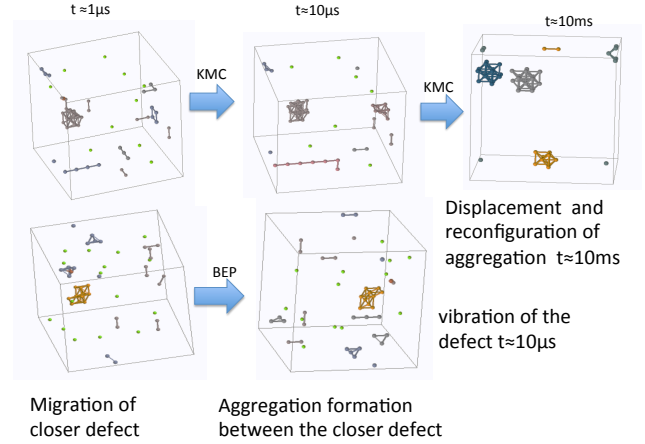 t ≈1μs
t≈10μs
t≈10ms
KMC
KMC
Displacement and
reconfiguration of
aggregation t≈10ms
BEP
vibration of the
defect t≈10μs
Migration of
closer defect
Aggregation formation
between the closer defect